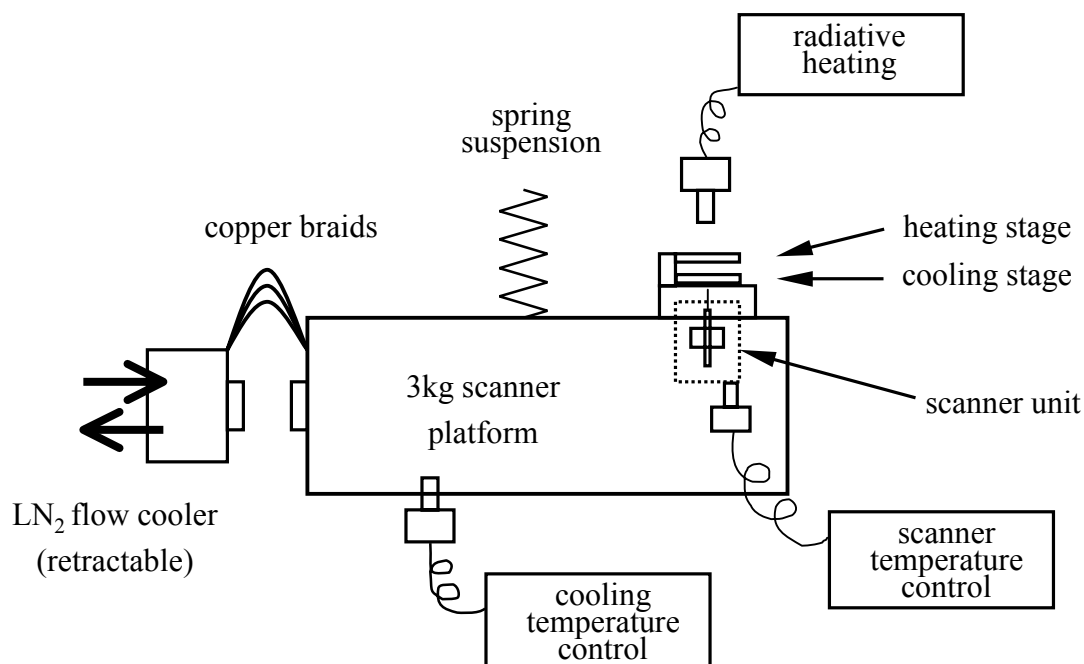 radiative
heating
spring
suspension
copper braids
heating stage
cooling stage
3kg scanner
platform
scanner unit
LN₂ flow cooler
(retractable)
scanner
temperature
control
cooling
temperature
control